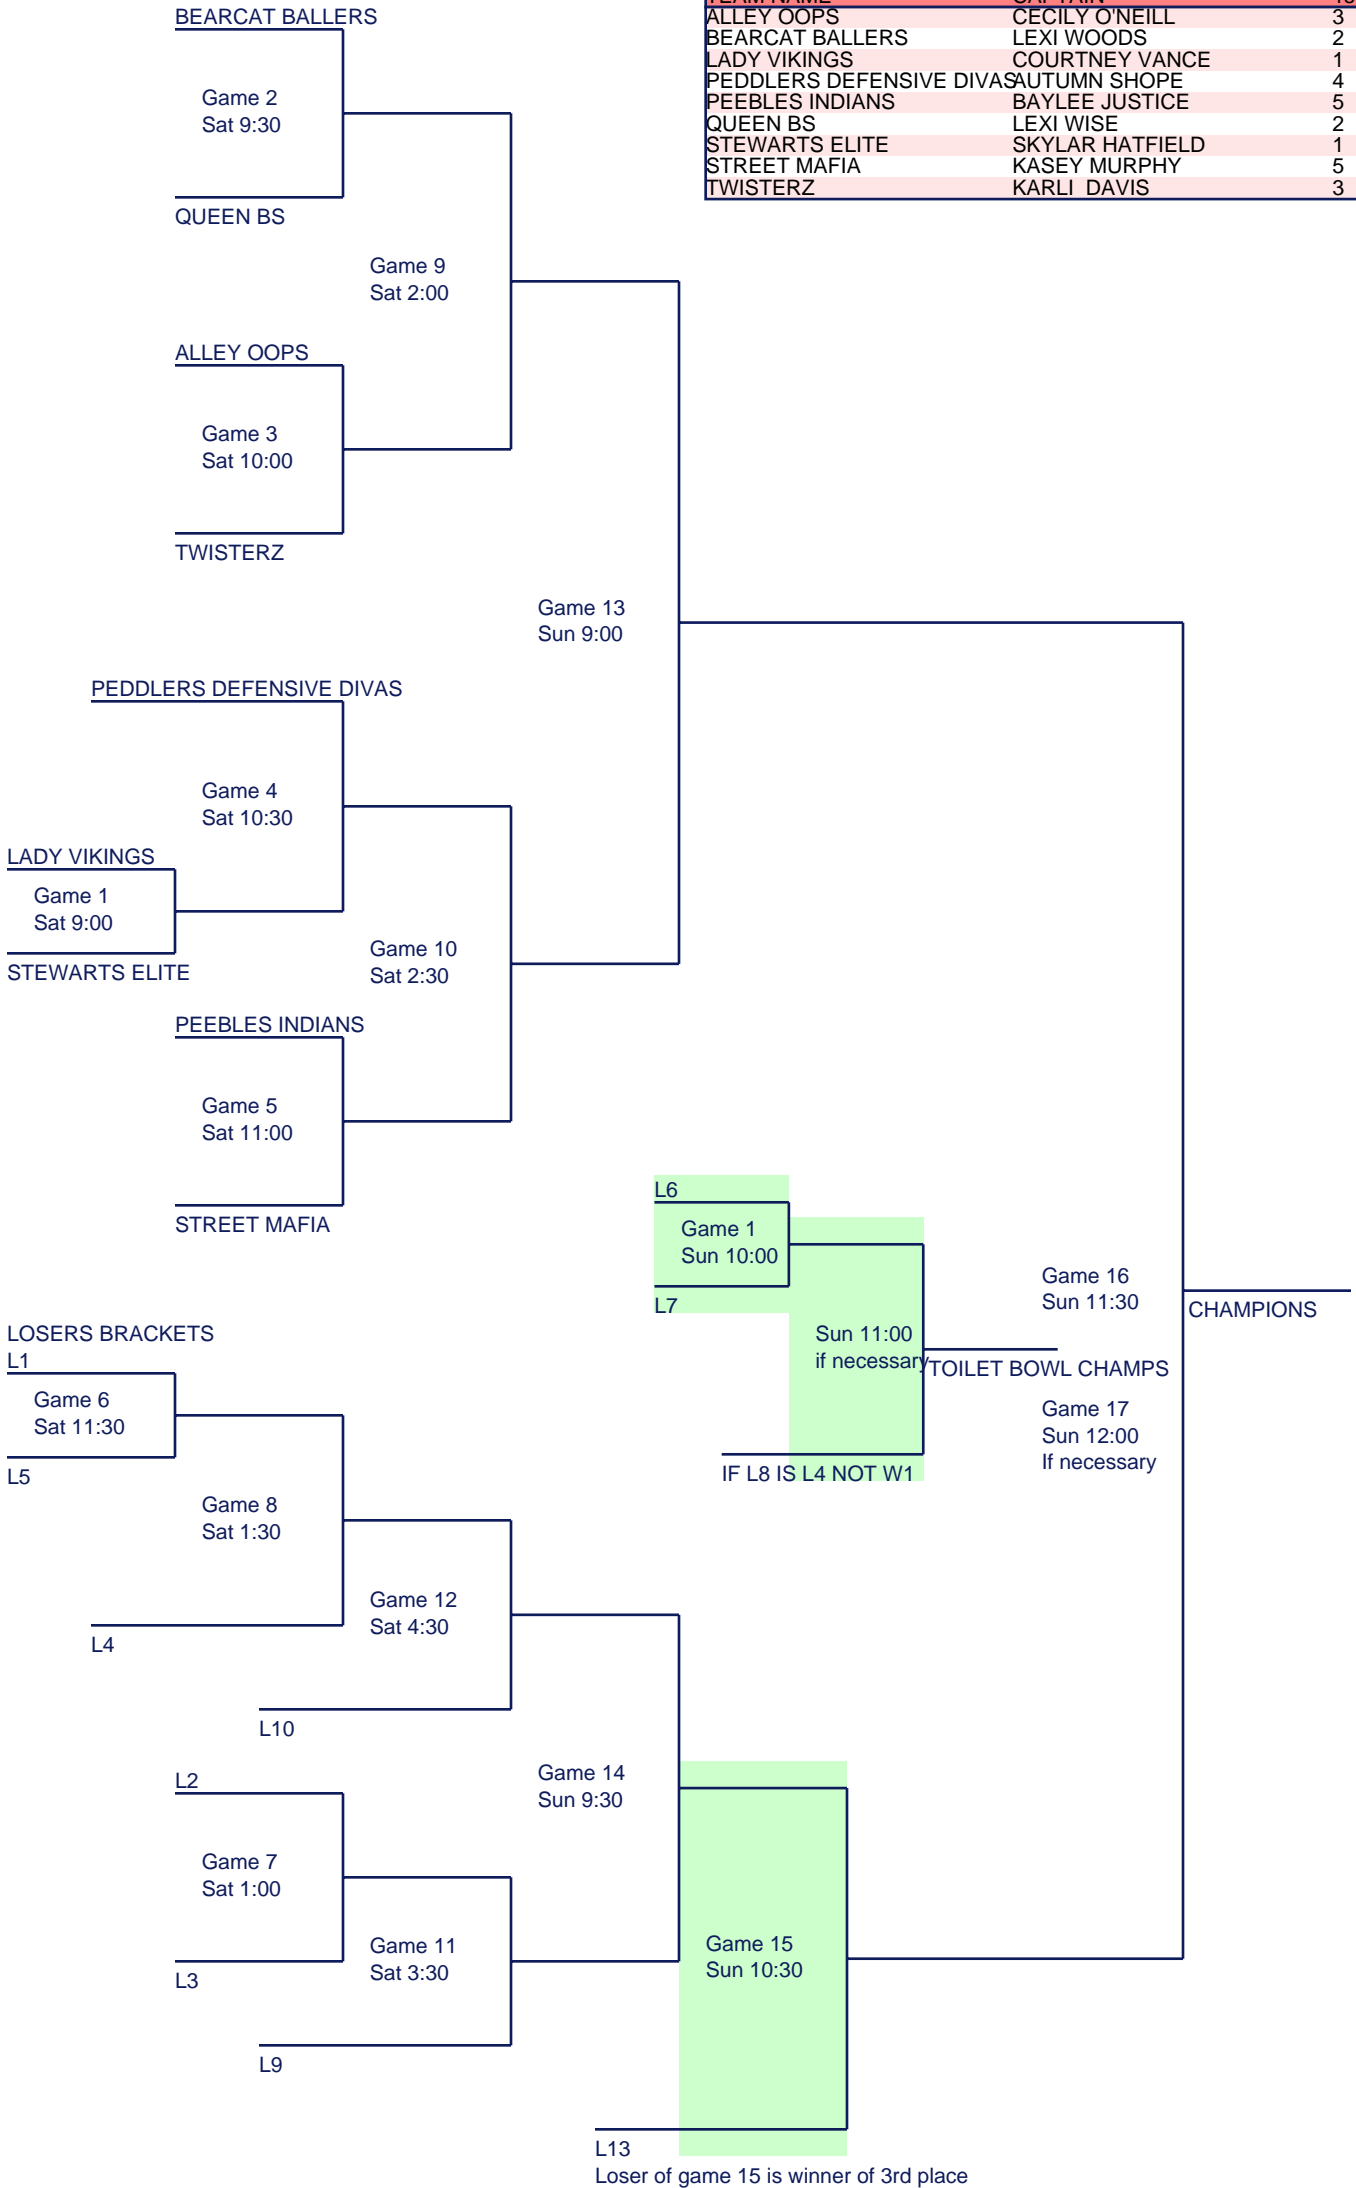 BEARCAT BALLERS
ALLEY OOPS CECILY O'NEILL 3
BEARCAT BALLERS LEXI WOODS 2
LADY VIKINGS COURTNEY VANCE 1
PEDDLERS DEFENSIVE DIVAS AUTUMN SHOPE 4
PEEBLES INDIANS BAYLEE JUSTICE 5
QUEEN BS LEXI WISE 2
STEWARTS ELITE SKYLAR HATFIELD 1
STREET MAFIA KASEY MURPHY 5
TWISTERZ KARLI DAVIS 3
Game 2
Sat 9:30
QUEEN BS
Game 9
Sat 2:00
ALLEY OOPS
Game 3
Sat 10:00
TWISTERZ
Game 13
Sun 9:00
PEDDLERS DEFENSIVE DIVAS
Game 4
Sat 10:30
LADY VIKINGS
Game 1
Sat 9:00
STEWARTS ELITE
Game 10
Sat 2:30
PEEBLES INDIANS
Game 5
Sat 11:00
STREET MAFIA
L6
Game 1
Sun 10:00
L7
Game 16
Sun 11:30
CHAMPIONS
Sun 11:00
if necessary
TOILET BOWL CHAMPS
Game 17
Sun 12:00
If necessary
IF L8 IS L4 NOT W1
LOSERS BRACKETS
L1
Game 6
Sat 11:30
L5
Game 8
Sat 1:30
L4
Game 12
Sat 4:30
L10
Game 14
Sun 9:30
L2
Game 7
Sat 1:00
L3
Game 11
Sat 3:30
L9
Game 15
Sun 10:30
L13
Loser of game 15 is winner of 3rd place